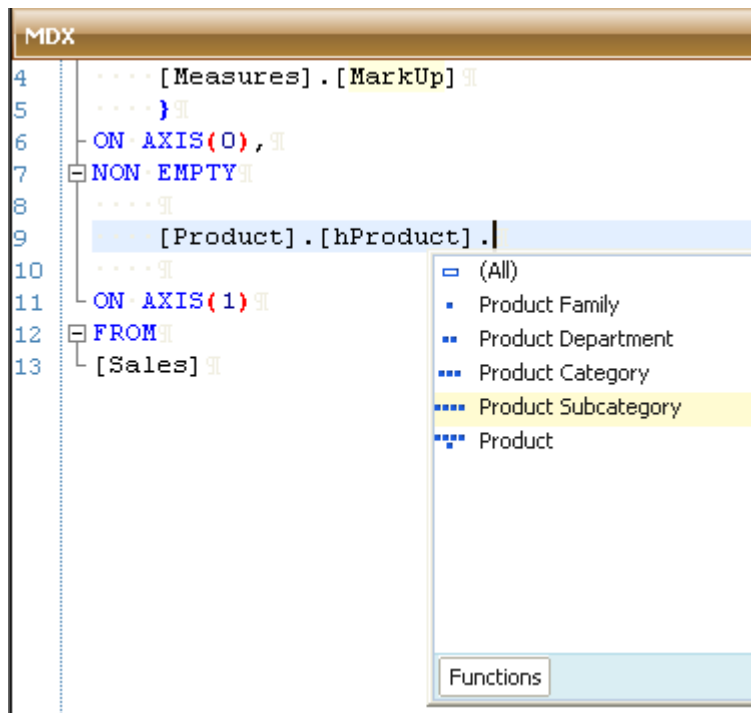 MDX
4 [Measures].[MarkUp]¶
5 }¶
6 ON AXIS(0),¶
7 NON EMPTY¶
8 ¶
9 [Product].[hProduct].
10 ¶
11 ON AXIS(1)¶
12 FROM¶
13 [Sales]¶
(All)
Product Family
Product Department
Product Category
Product Subcategory
Product
Functions